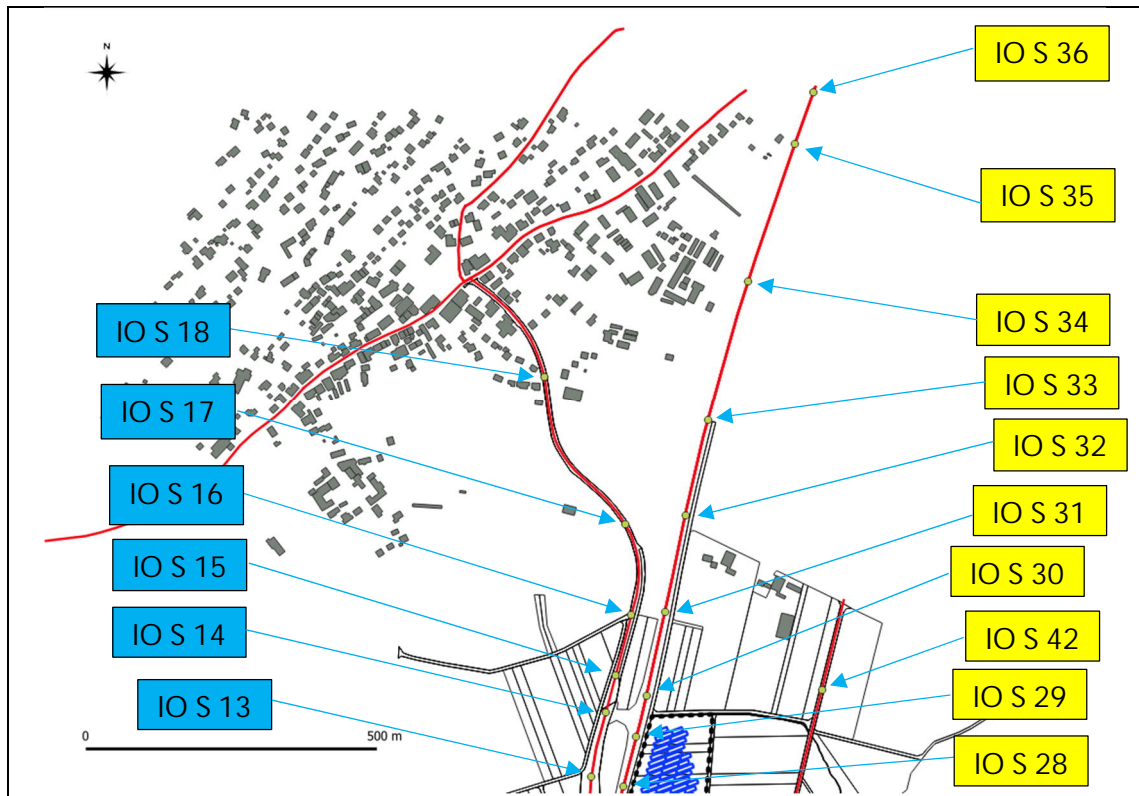 N
IO S 36
IO S 35
IO S 34
IO S 18
IO S 33
IO S 17
IO S 32
IO S 16
IO S 31
IO S 15
IO S 30
IO S 14
IO S 42
IO S 13
IO S 29
0 500 m
IO S 28